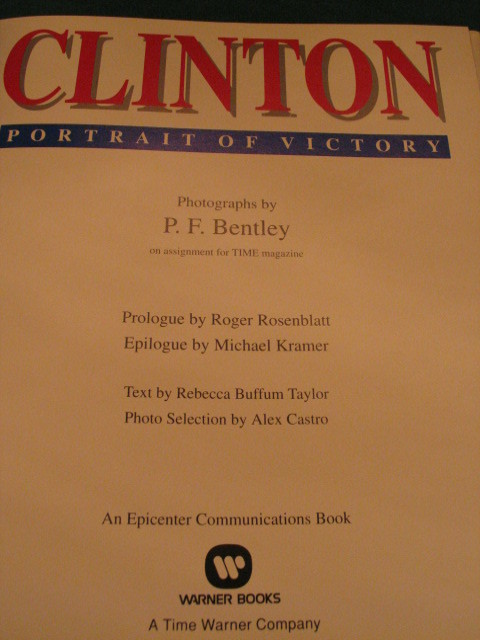 CLINTON
PORTRAIT OF VICTORY
Photographs by
P. F. Bentley
on assignment for TIME magazine
Prologue by Roger Rosenblatt
Epilogue by Michael Kramer
Text by Rebecca Buffum Taylor
Photo Selection by Alex Castro
An Epicenter Communications Book
WARNER BOOKS
A Time Warner Company